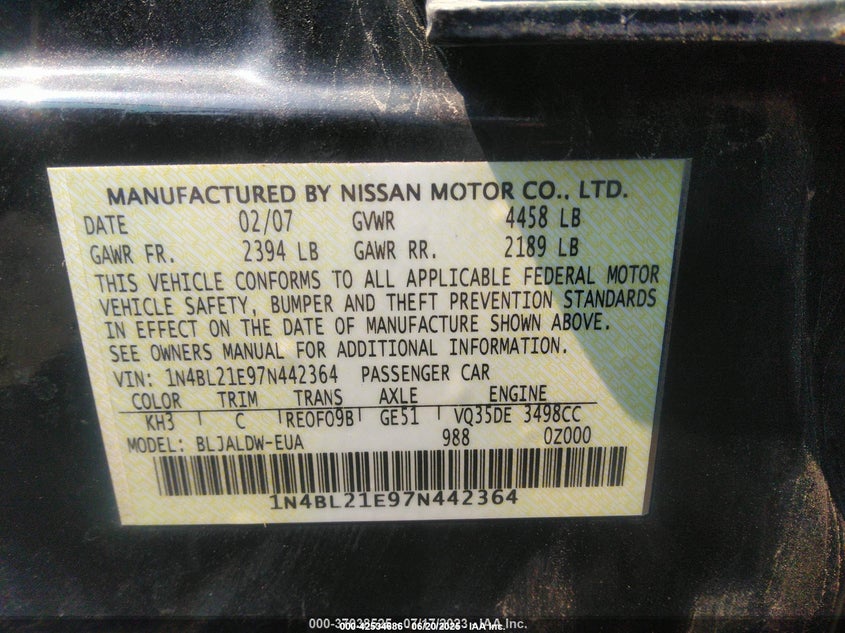 MANUFACTURED BY NISSAN MOTOR CO., LTD.
DATE 02/07 GVWR 4458 LB
GAWR FR. 2394 LB GAWR RR. 2189 LB
THIS VEHICLE CONFORMS TO ALL APPLICABLE FEDERAL MOTOR
VEHICLE SAFETY, BUMPER AND THEFT PREVENTION STANDARDS
IN EFFECT ON THE DATE OF MANUFACTURE SHOWN ABOVE.
SEE OWNERS MANUAL FOR ADDITIONAL INFORMATION.
VIN: 1N4BL21E97N442364 PASSENGER CAR
COLOR TRIM TRANS AXLE ENGINE
KH3 C RE0F09B GE51 VQ35DE 3498CC
MODEL: BLJALDW-EUA 988 0Z000
1N4BL21E97N442364
IAA Inc.